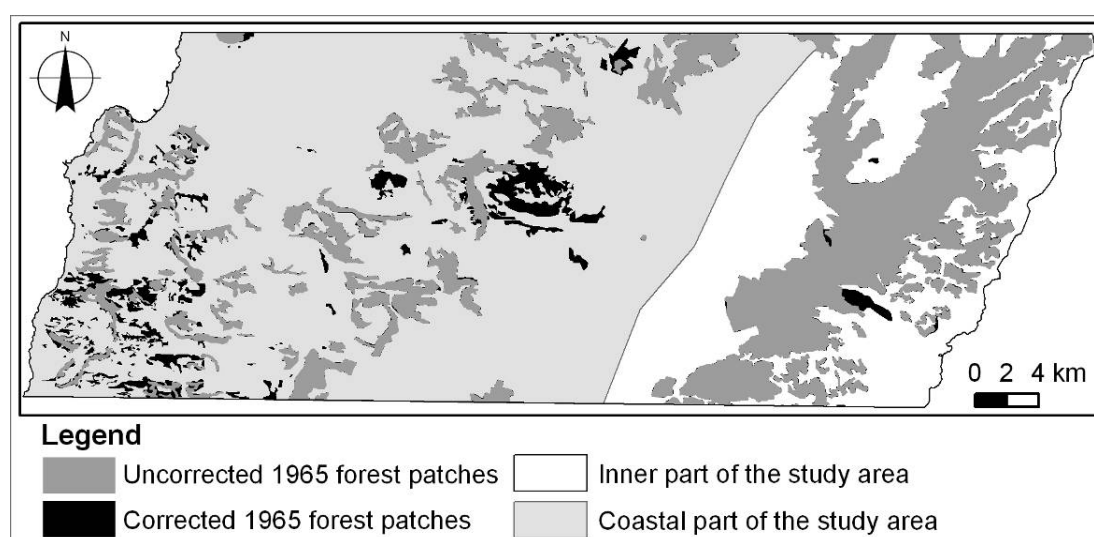 N
0 2 4 km
Legend
Uncorrected 1965 forest patches
Inner part of the study area
Corrected 1965 forest patches
Coastal part of the study area